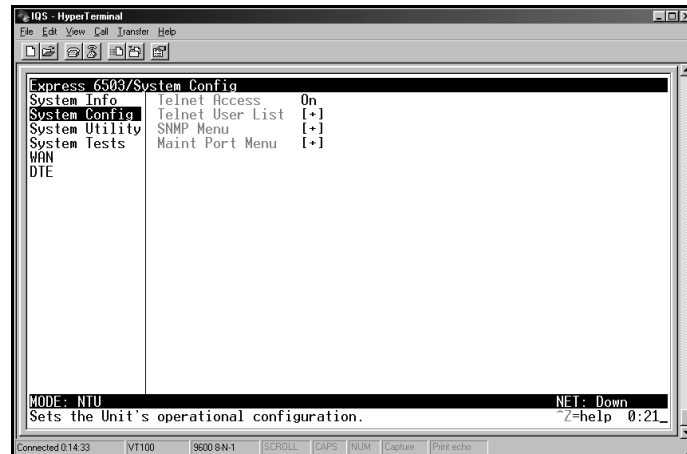 IQS - HyperTerminal
File Edit View Call Transfer Help
Express 6503/System Config
System Info Telnet Access On
System Config Telnet User List [+]
System Utility SNMP Menu [+]
System Tests Maint Port Menu [+]
WAN
DTE
MODE: NTU NET: Down
Sets the Unit's operational configuration. ^Z=help 0:21_
Connected 0:14:33 VT100 9600 8-N-1 SCROLL CAPS NUM Capture Print echo